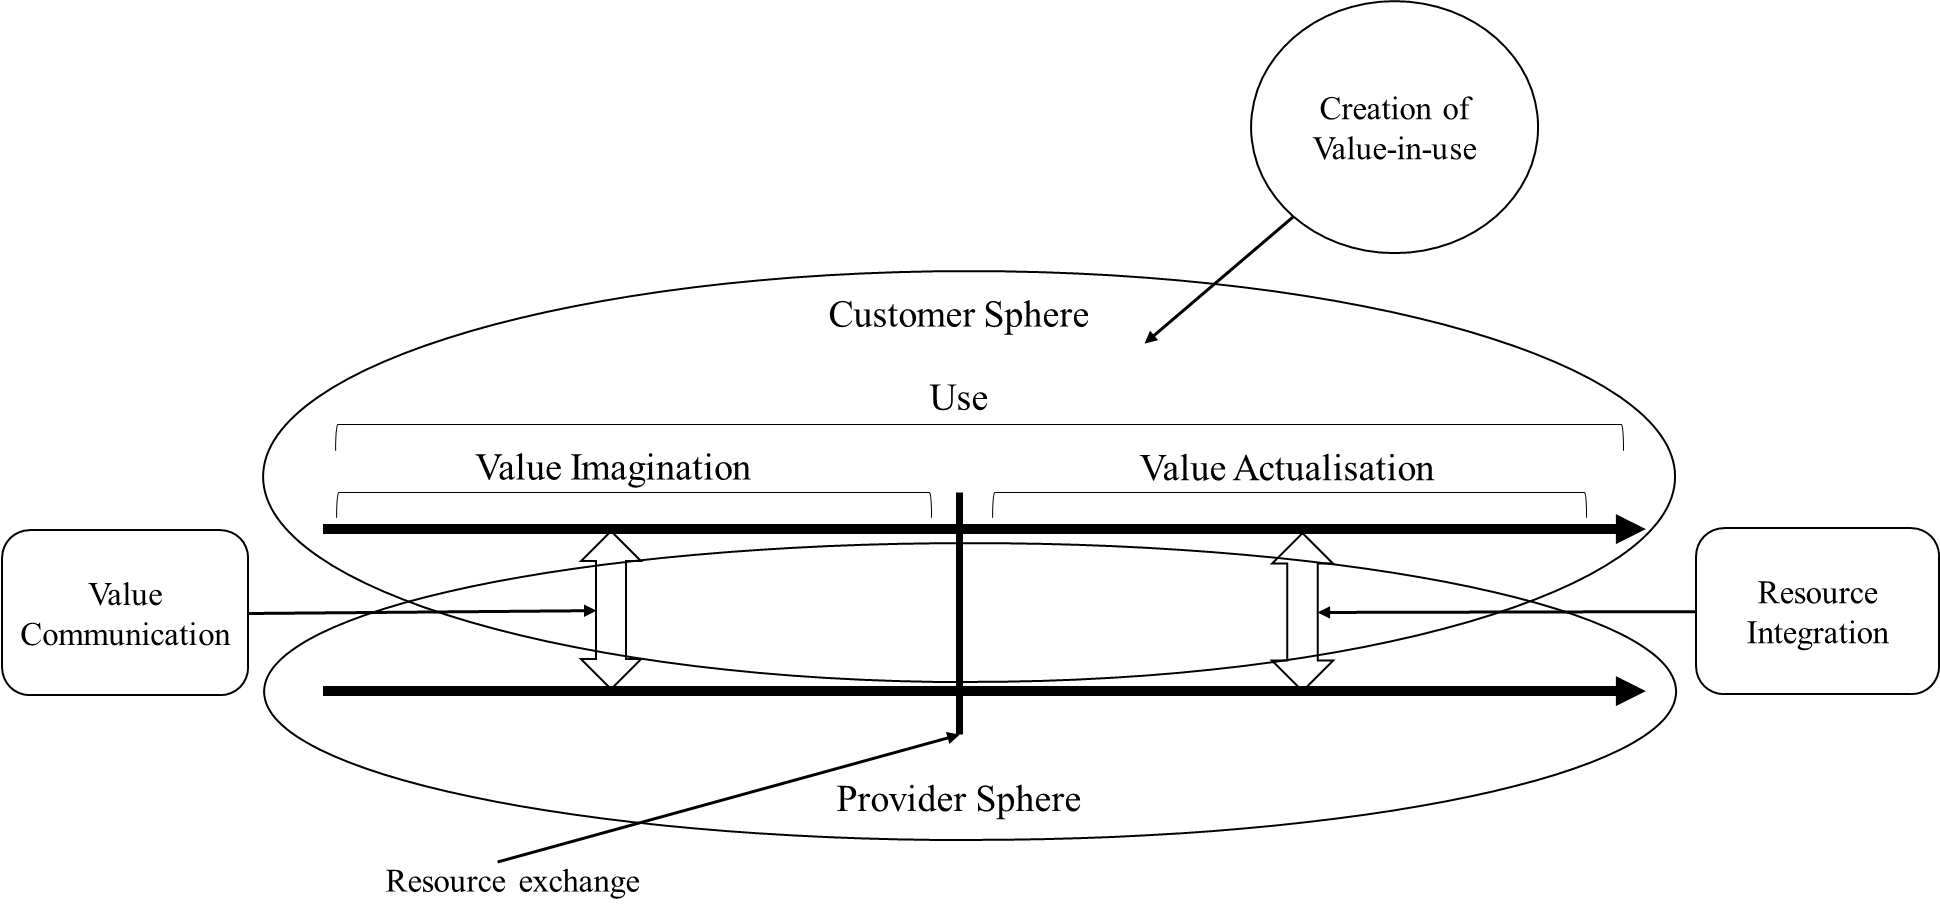 Creation of
Value-in-use
Customer Sphere
Use
Value Imagination
Value Actualisation
Value
Communication
Resource
Integration
Provider Sphere
Resource exchange